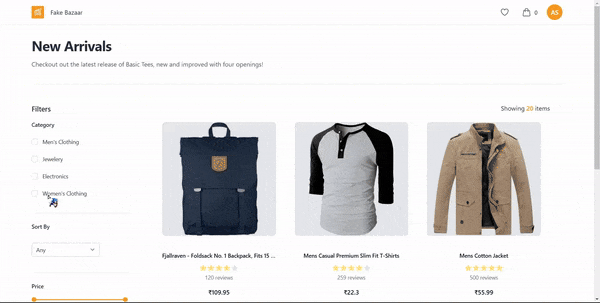 Fake Bazaar
0
AS
New Arrivals
Checkout out the latest release of Basic Tees, new and improved with four openings!
Filters
Showing 20 items
Category
Men's Clothing
Jewelery
Electronics
Women's Clothing
Sort By
Any
Price
Fjallraven - Foldsack No. 1 Backpack, Fits 15 ...
120 reviews
₹109.95
Mens Casual Premium Slim Fit T-Shirts
259 reviews
₹22.3
Mens Cotton Jacket
500 reviews
₹55.99